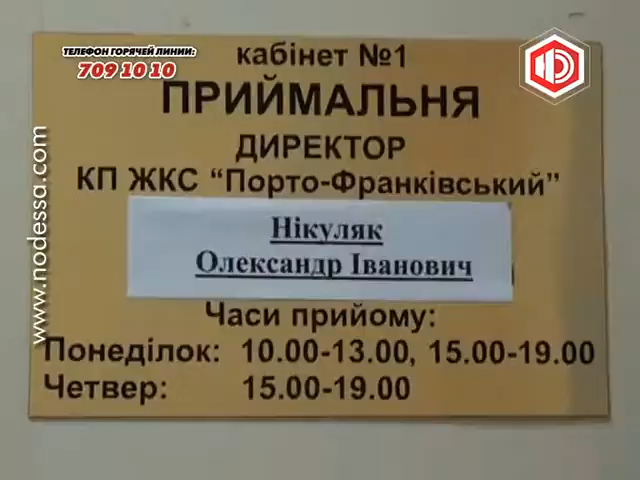 ТЕЛЕФОН ГОРЯЧЕЙ ЛИНИИ:
709 10 10
www.nodessa.com
кабінет №1
ПРИЙМАЛЬНЯ
ДИРЕКТОР
КП ЖКС “Порто-Франківський”
Нікуляк
Олександр Іванович
Часи прийому:
Понеділок: 10.00-13.00, 15.00-19.00
Четвер: 15.00-19.00